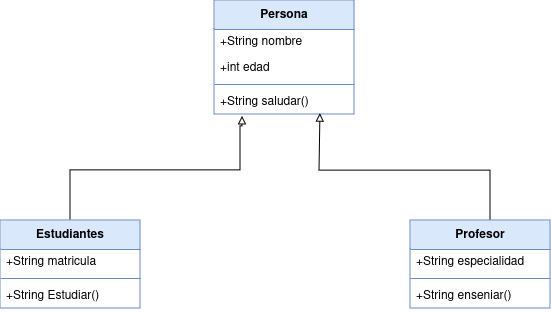 Persona
+String nombre
+int edad
+String saludar()
Estudiantes
+String matricula
+String Estudiar()
Profesor
+String especialidad
+String enseniar()